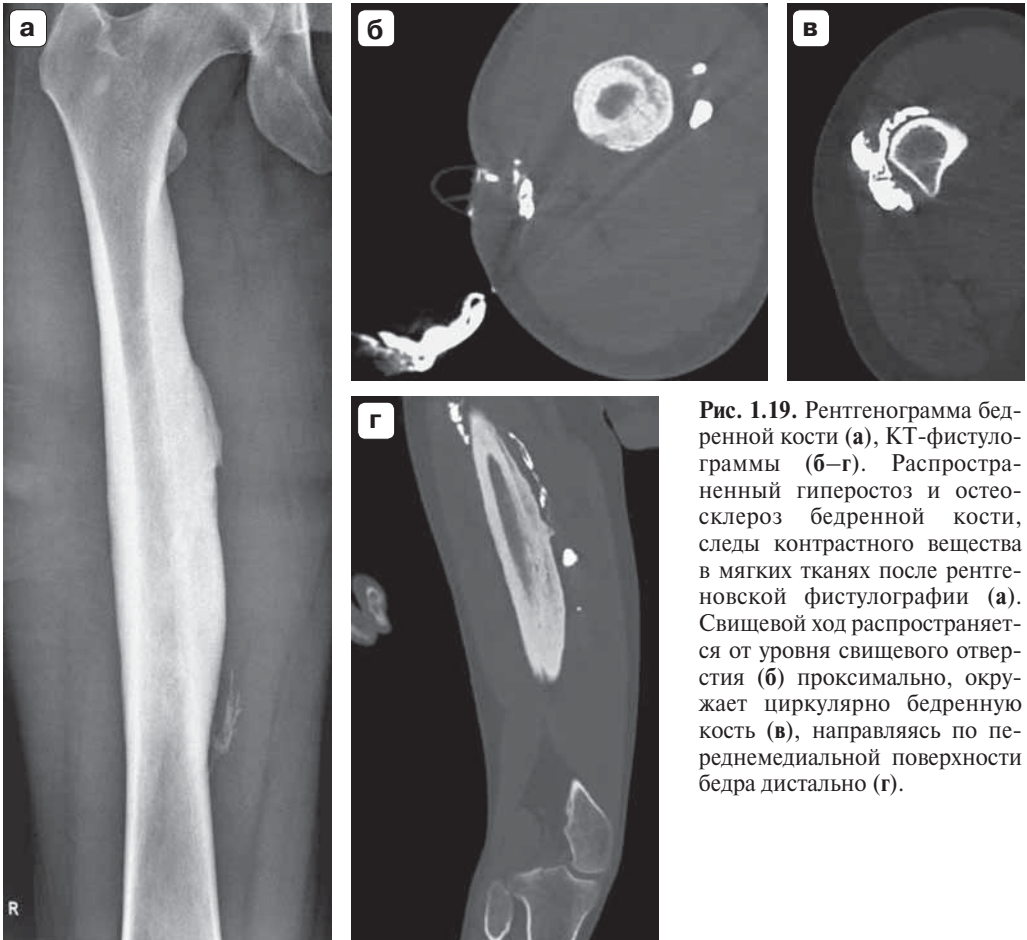 а
б
в
г
R
Рис. 1.19. Рентгенограмма бед-
ренной кости (а), КТ-фистуло-
граммы (б–г). Распростра-
ненный гиперостоз и остео-
склероз бедренной кости,
следы контрастного вещества
в мягких тканях после рентге-
новской фистулографии (а).
Свищевой ход распространяет-
ся от уровня свищевого отвер-
стия (б) проксимально, окру-
жает циркулярно бедренную
кость (в), направляясь по пе-
реднемедиальной поверхности
бедра дистально (г).